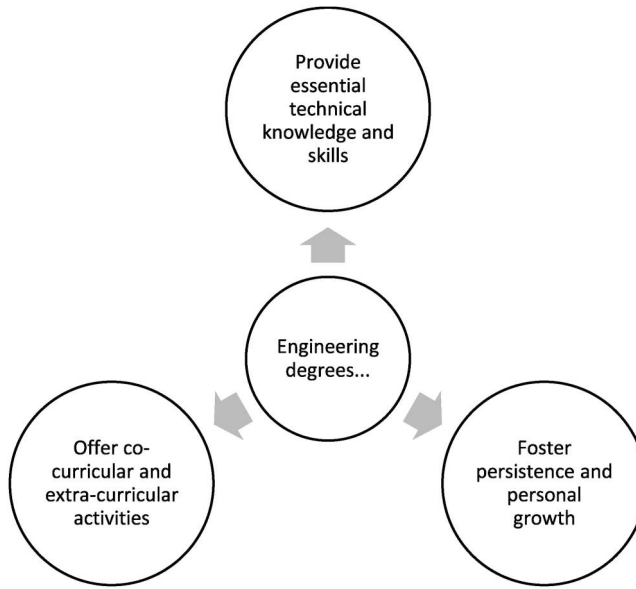 Provide
essential
technical
knowledge and
skills
Engineering
degrees...
Offer co-
curricular and
extra-curricular
activities
Foster
persistence and
personal
growth